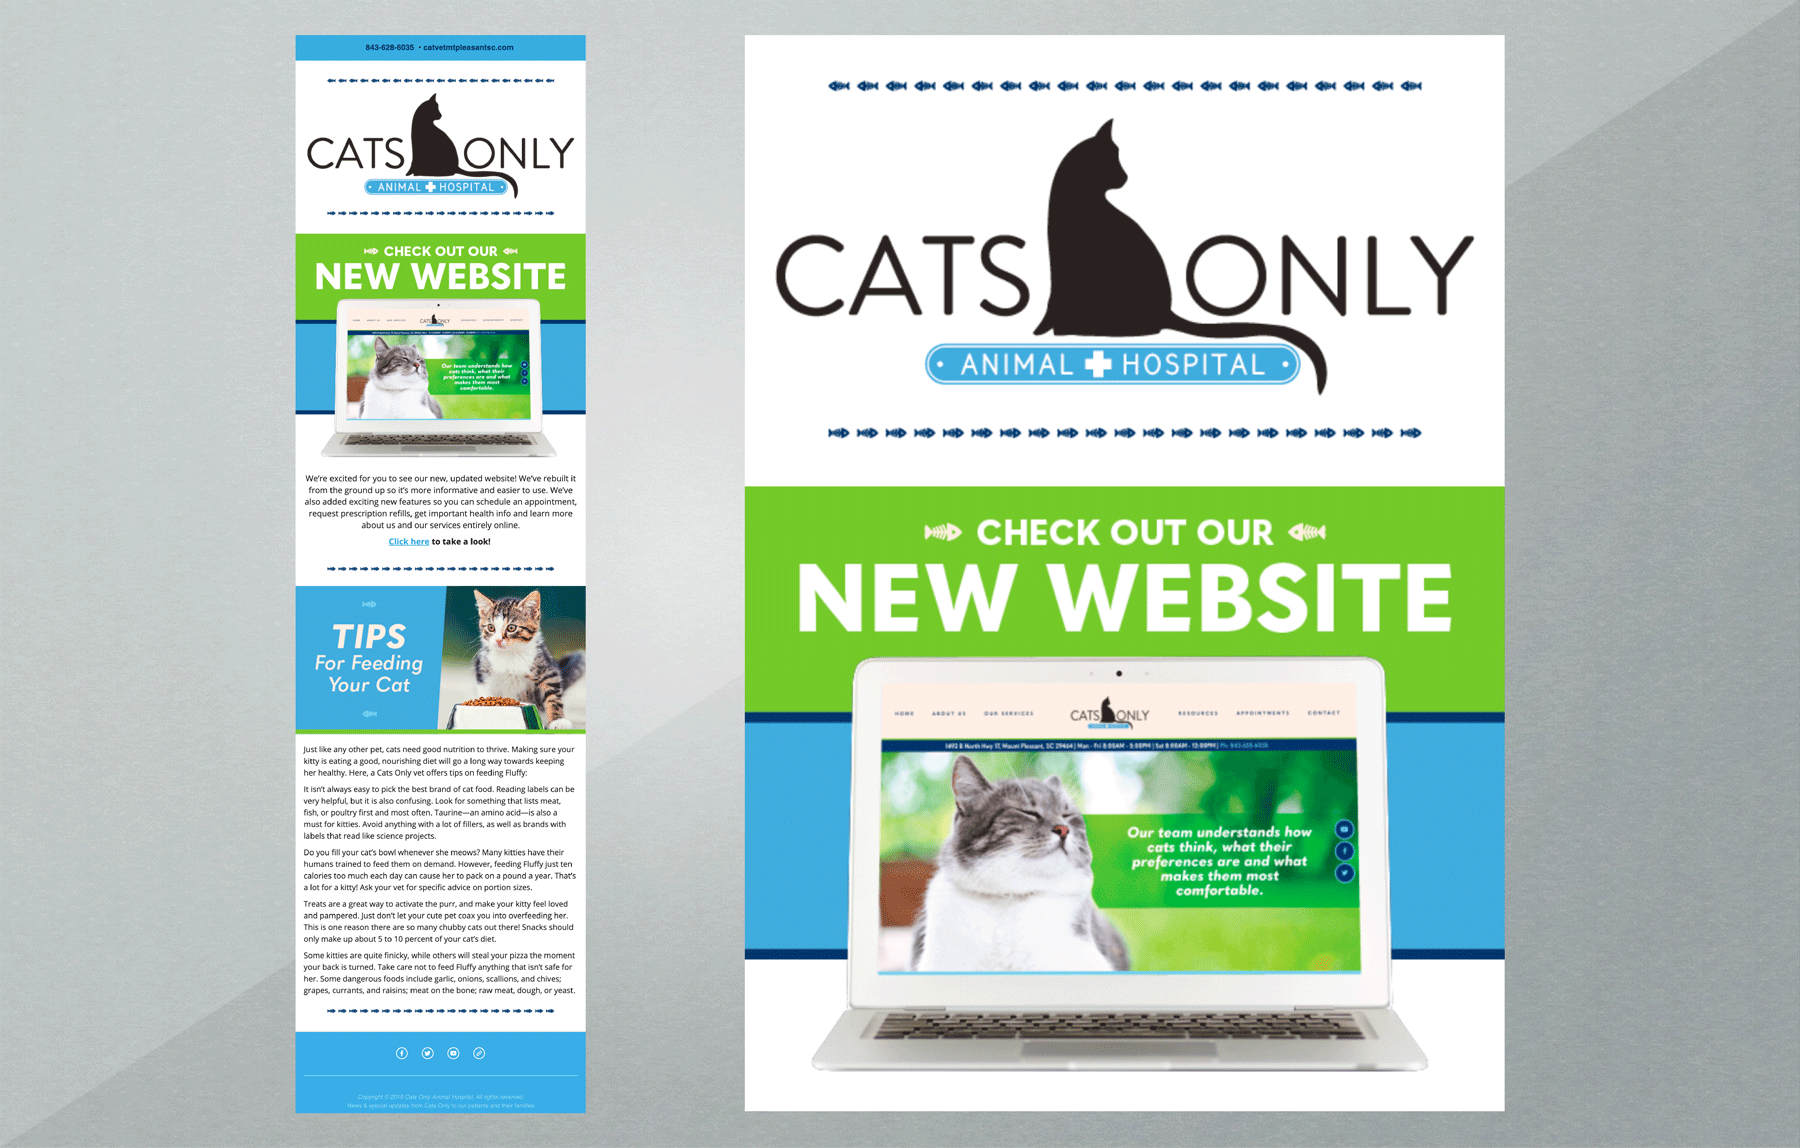 843-628-6035 • catvetmtpleasantsc.com
CATS ONLY
ANIMAL HOSPITAL
CHECK OUT OUR
NEW WEBSITE
HOME ABOUT US OUR SERVICES CATS ONLY RESOURCES APPOINTMENTS CONTACT
Our team understands how
cats think, what their
preferences are and what
makes them most
comfortable.
We're excited for you to see our new, updated website! We've rebuilt it
from the ground up so it's more informative and easier to use. We've
also added exciting new features so you can schedule an appointment,
request prescription refills, get important health info and learn more
about us and our services entirely online.
Click here to take a look!
TIPS
For Feeding
Your Cat
Just like any other pet, cats need good nutrition to thrive. Making sure your
kitty is eating a good, nourishing diet will go a long way towards keeping
her healthy. Here, a Cats Only vet offers tips on feeding Fluffy:
It isn't always easy to pick the best brand of cat food. Reading labels can be
very helpful, but it is also confusing. Look for something that lists meat,
fish, or poultry first and most often. Taurine—an amino acid—is also a
must for kitties. Avoid anything with a lot of fillers, as well as brands with
labels that read like science projects.
Do you fill your cat's bowl whenever she meows? Many kitties have their
humans trained to feed them on demand. However, feeding Fluffy just ten
calories too much each day can cause her to pack on a pound a year. That's
a lot for a kitty! Ask your vet for specific advice on portion sizes.
Treats are a great way to activate the purr, and make your kitty feel loved
and pampered. Just don't let your cute pet coax you into overfeeding her.
This is one reason there are so many chubby cats out there! Snacks should
only make up about 5 to 10 percent of your cat's diet.
Some kitties are quite finicky, while others will steal your pizza the moment
your back is turned. Take care not to feed Fluffy anything that isn't safe for
her. Some dangerous foods include garlic, onions, scallions, and chives;
grapes, currants, and raisins; meat on the bone; raw meat, dough, or yeast.
Copyright © 2018 Cats Only Animal Hospital. All rights reserved.
News & special updates from Cats Only to our patients and their families.
CATS ONLY
ANIMAL HOSPITAL
CHECK OUT OUR
NEW WEBSITE
HOME ABOUT US OUR SERVICES CATS ONLY RESOURCES APPOINTMENTS CONTACT
1492 B North Hwy 17, Mount Pleasant, SC 29464 | Mon - Fri 8:00AM - 5:00PM | Sat 8:00AM - 12:00PM | Ph: 843-628-6035
Our team understands how
cats think, what their
preferences are and what
makes them most
comfortable.